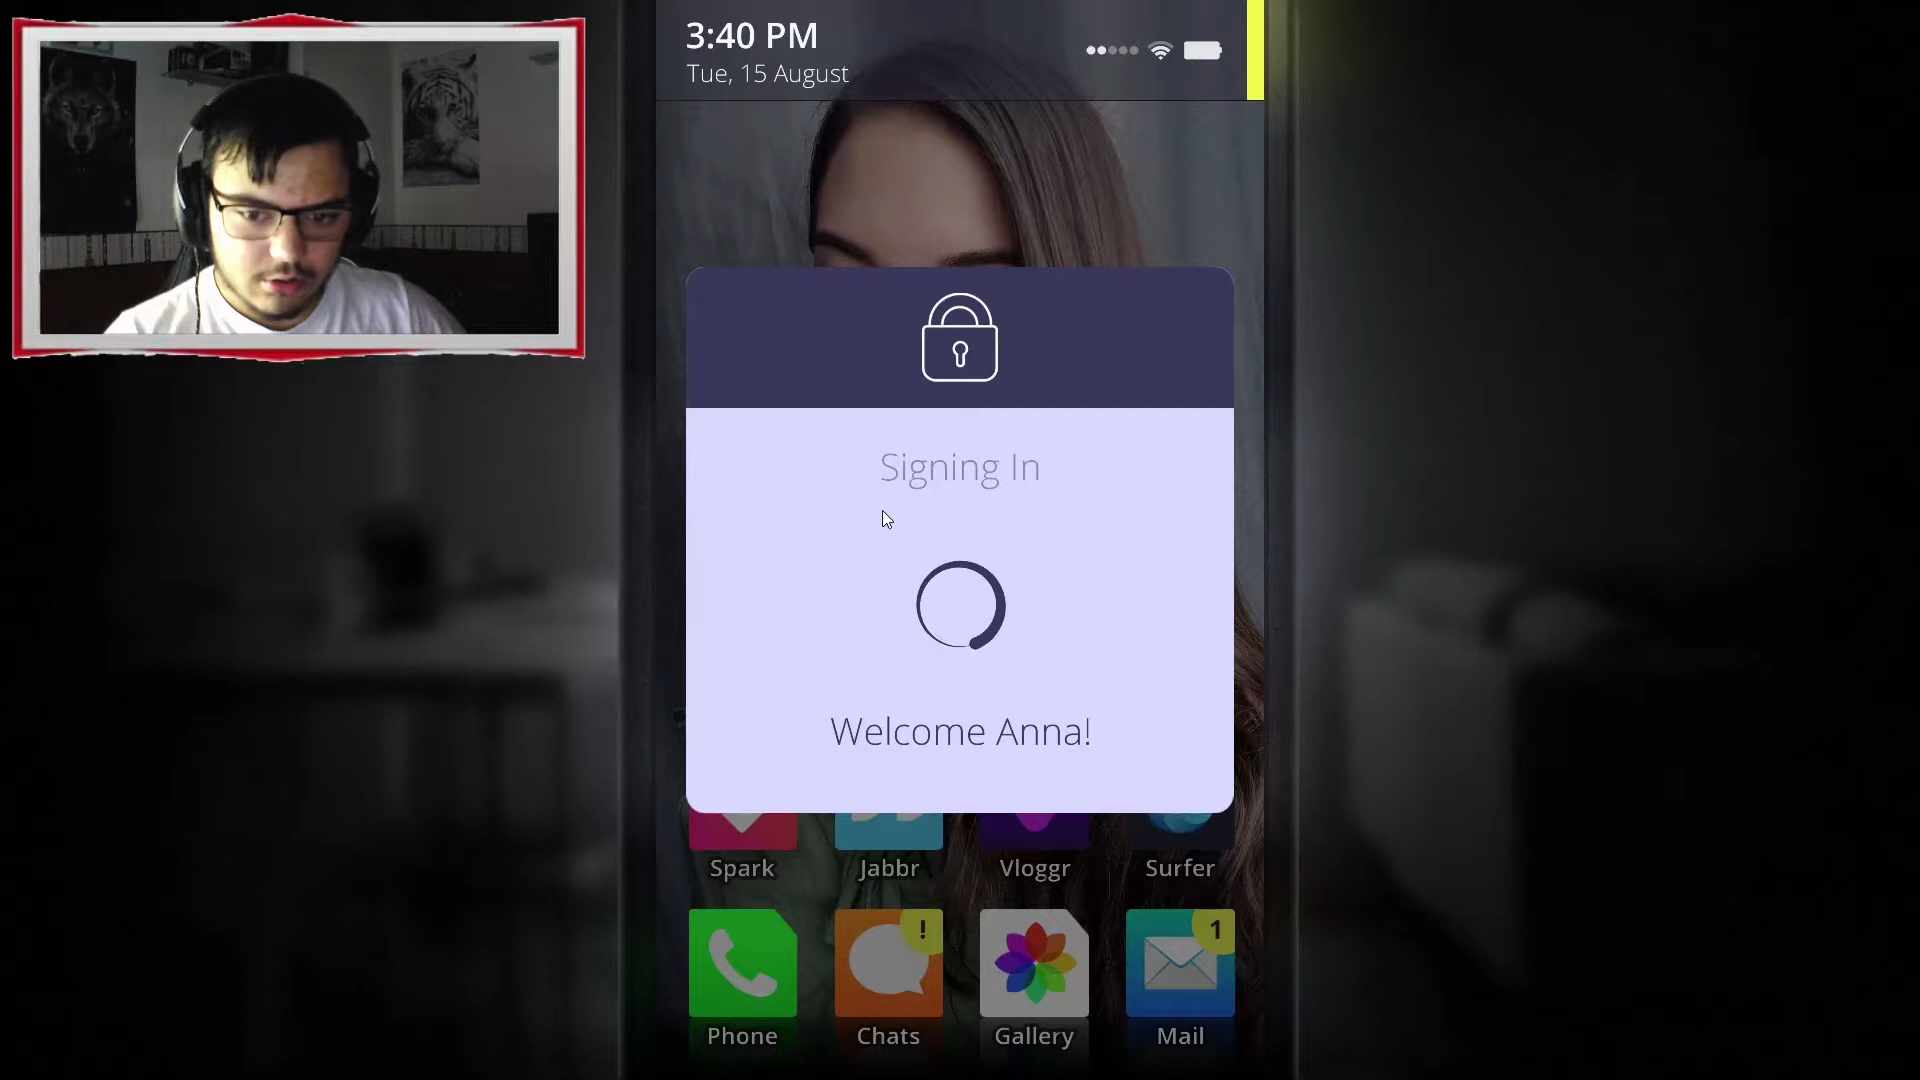 3:40 PM
Tue, 15 August
Signing In
Welcome Anna!
Spark
Jabbr
Vloggr
Surfer
!
1
Phone
Chats
Gallery
Mail